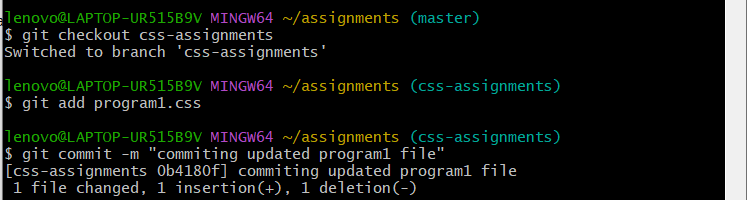 lenovo@LAPTOP-UR515B9V MINGW64 ~/assignments (master)
$ git checkout css-assignments
Switched to branch 'css-assignments'
lenovo@LAPTOP-UR515B9V MINGW64 ~/assignments (css-assignments)
$ git add program1.css
lenovo@LAPTOP-UR515B9V MINGW64 ~/assignments (css-assignments)
$ git commit -m "commiting updated program1 file"
[css-assignments 0b4180f] commiting updated program1 file
1 file changed, 1 insertion(+), 1 deletion(-)